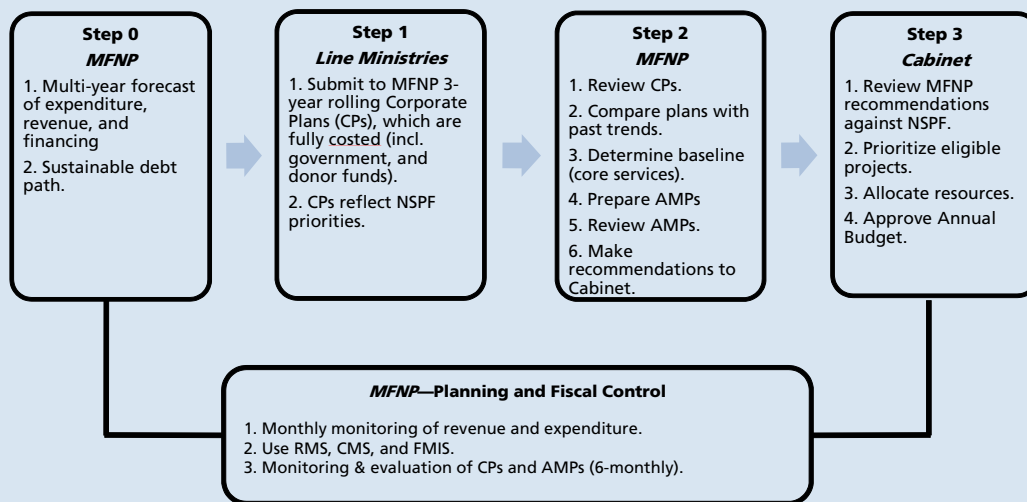 Step 0
MFNP
1. Multi-year forecast
of expenditure,
revenue, and
financing
2. Sustainable debt
path.
Step 1
Line Ministries
1. Submit to MFNP 3-
year rolling Corporate
Plans (CPs), which are
fully costed (incl.
government, and
donor funds).
2. CPs reflect NSPF
priorities.
Step 2
MFNP
1. Review CPs.
2. Compare plans with
past trends.
3. Determine baseline
(core services).
4. Prepare AMPs
5. Review AMPs.
6. Make
recommendations to
Cabinet.
Step 3
Cabinet
1. Review MFNP
recommendations
against NSPF.
2. Prioritize eligible
projects.
3. Allocate resources.
4. Approve Annual
Budget.
MFNP—Planning and Fiscal Control
1. Monthly monitoring of revenue and expenditure.
2. Use RMS, CMS, and FMIS.
3. Monitoring & evaluation of CPs and AMPs (6-monthly).